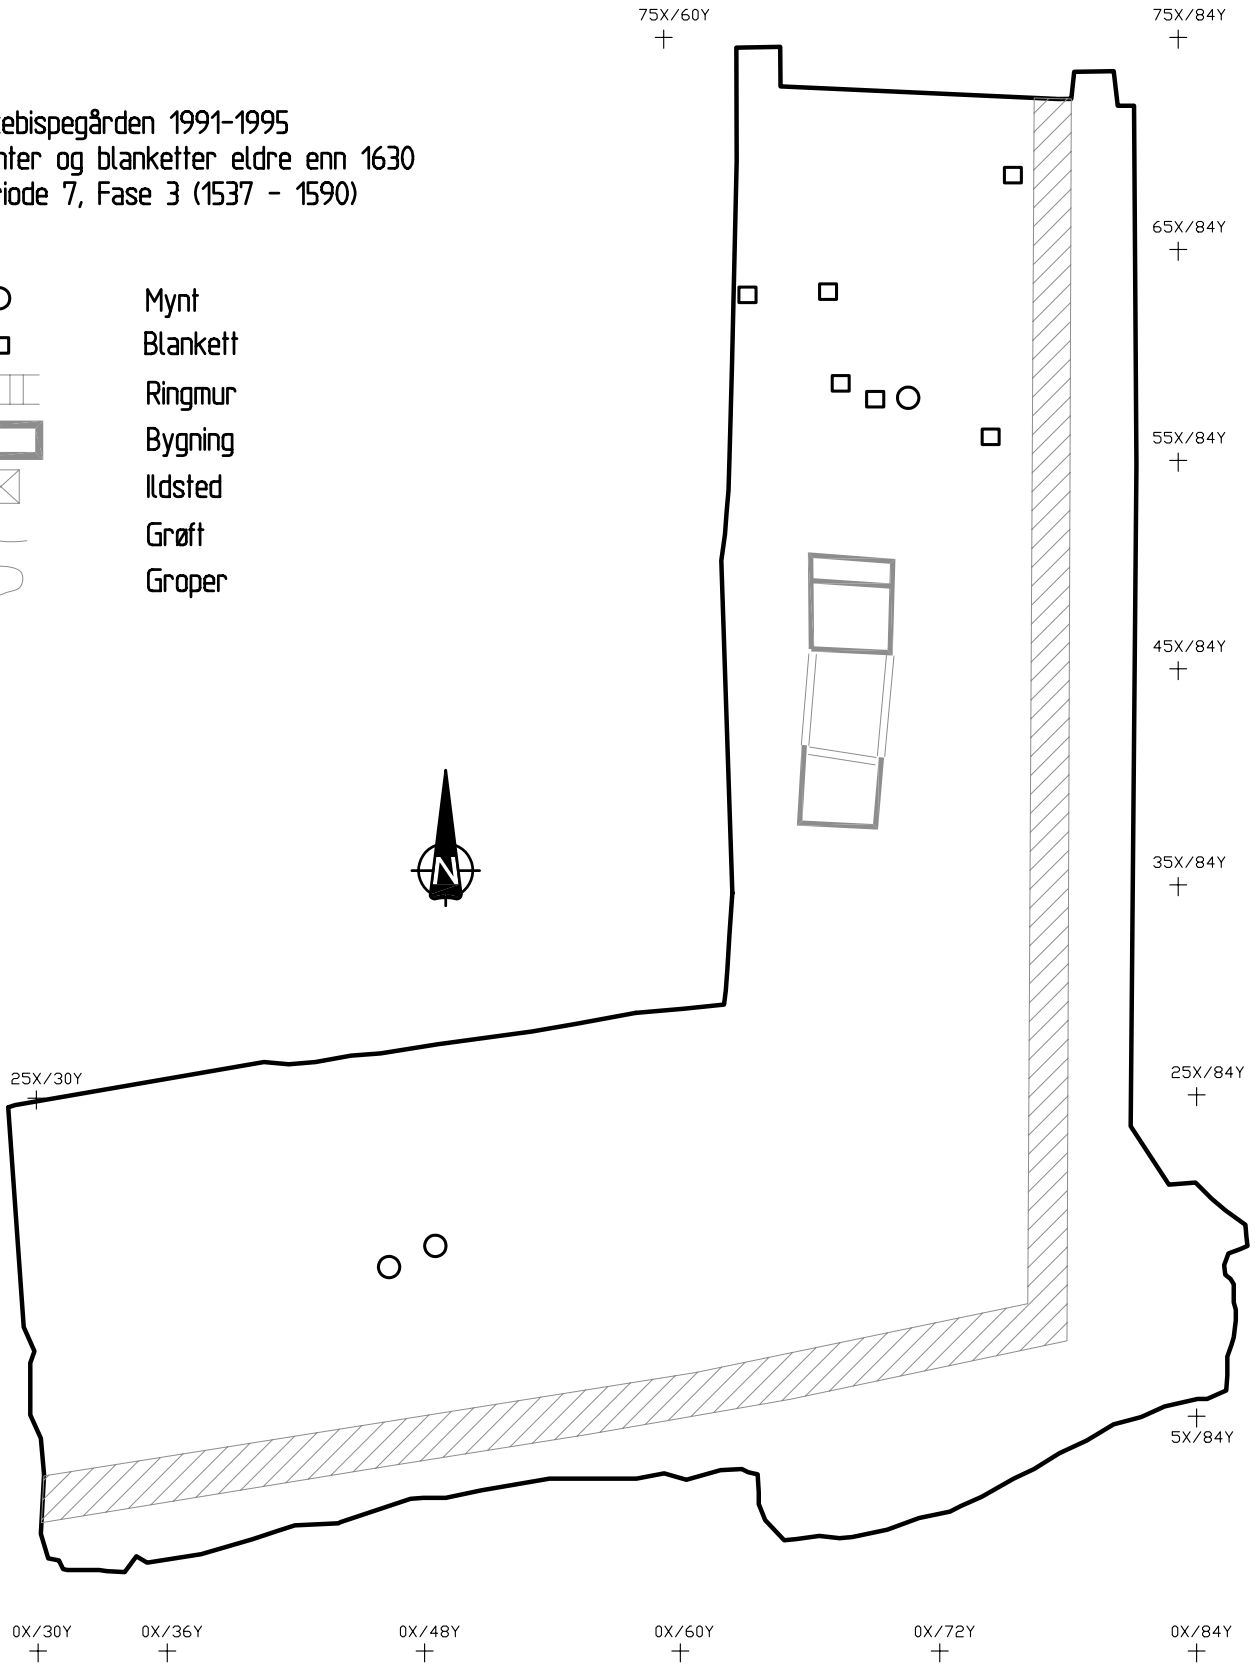 75X/60Y
75X/84Y
ebispegården 1991-1995
nter og blanketter eldre enn 1630
riode 7, Fase 3 (1537 - 1590)
65X/84Y
Mynt
Blankett
Ringmur
Bygning
55X/84Y
Ildsted
Grøft
Groper
45X/84Y
N
35X/84Y
25X/30Y
25X/84Y
5X/84Y
0X/30Y
0X/36Y
0X/48Y
0X/60Y
0X/72Y
0X/84Y